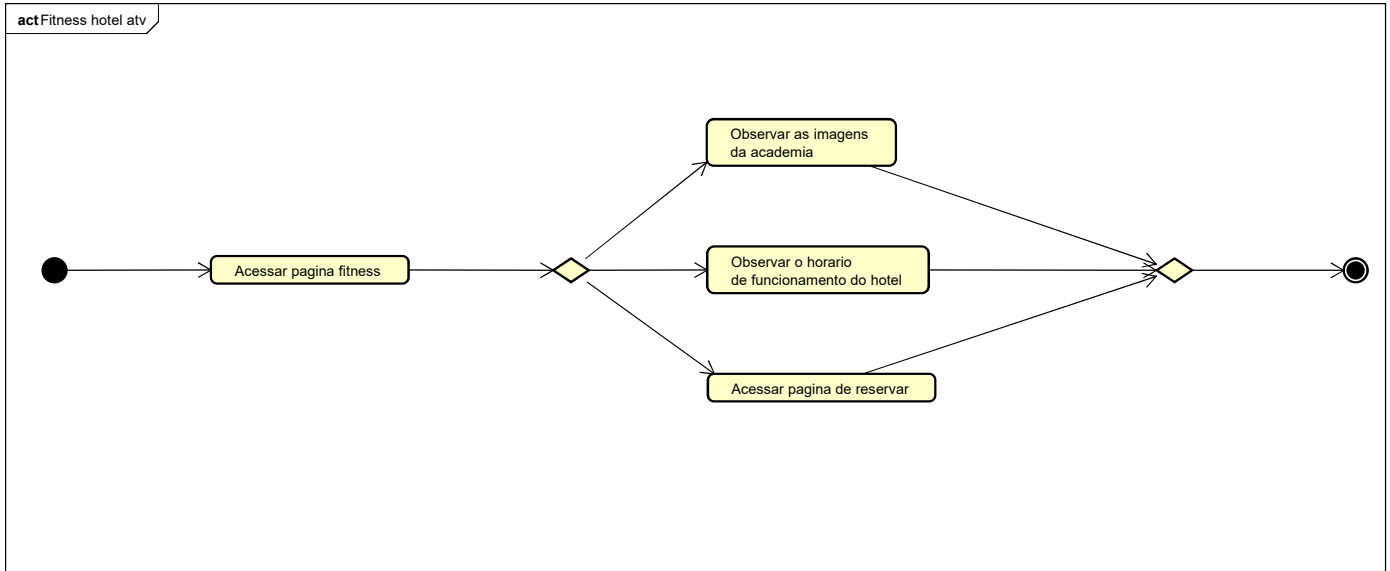 act Fitness hotel atv
Observar as imagens
da academia
Acessar pagina fitness
Observar o horario
de funcionamento do hotel
Acessar pagina de reservar